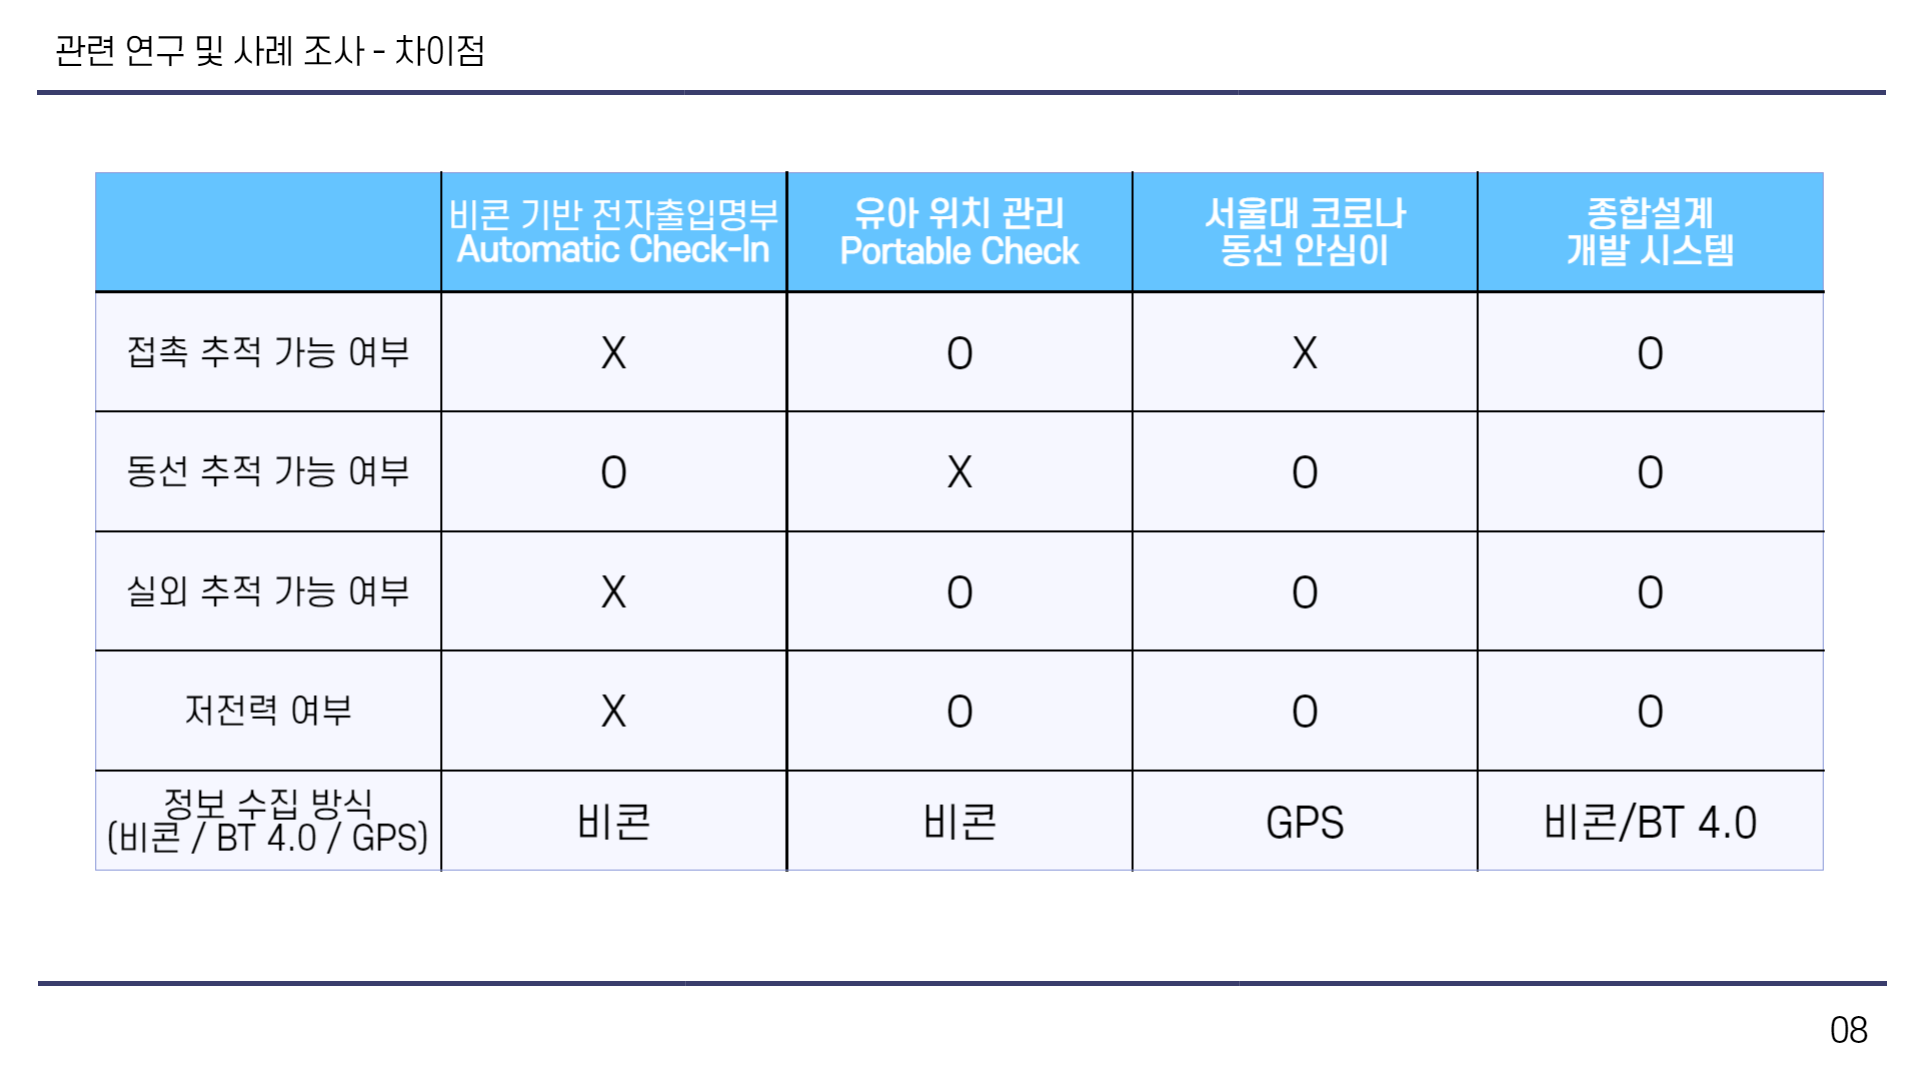 관련 연구 및 사례 조사 - 차이점
비콘 기반 전자출입명부
Automatic Check-In
유아 위치 관리
Portable Check
서울대 코로나
동선 안심이
종합설계
개발 시스템
접촉 추적 가능 여부
X
O
X
O
동선 추적 가능 여부
O
X
O
O
실외 추적 가능 여부
X
O
O
O
저전력 여부
X
O
O
O
정보 수집 방식
(비콘 / BT 4.0 / GPS)
비콘
비콘
GPS
비콘/BT 4.0
08